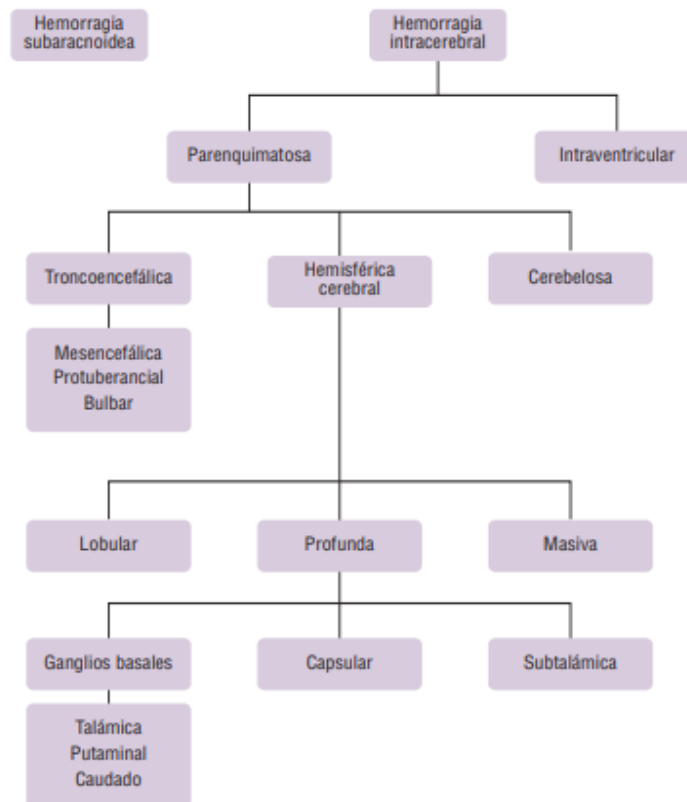 Hemorragia
subaracnoidea
Hemorragia
intracerebral
Parenquimatosa
Intraventricular
Troncoencefálica
Hemisférica
cerebral
Cerebelosa
Mesencefálica
Protuberancial
Bulbar
Lobular
Profunda
Masiva
Ganglios basales
Capsular
Subtalámica
Talámica
Putaminal
Caudado